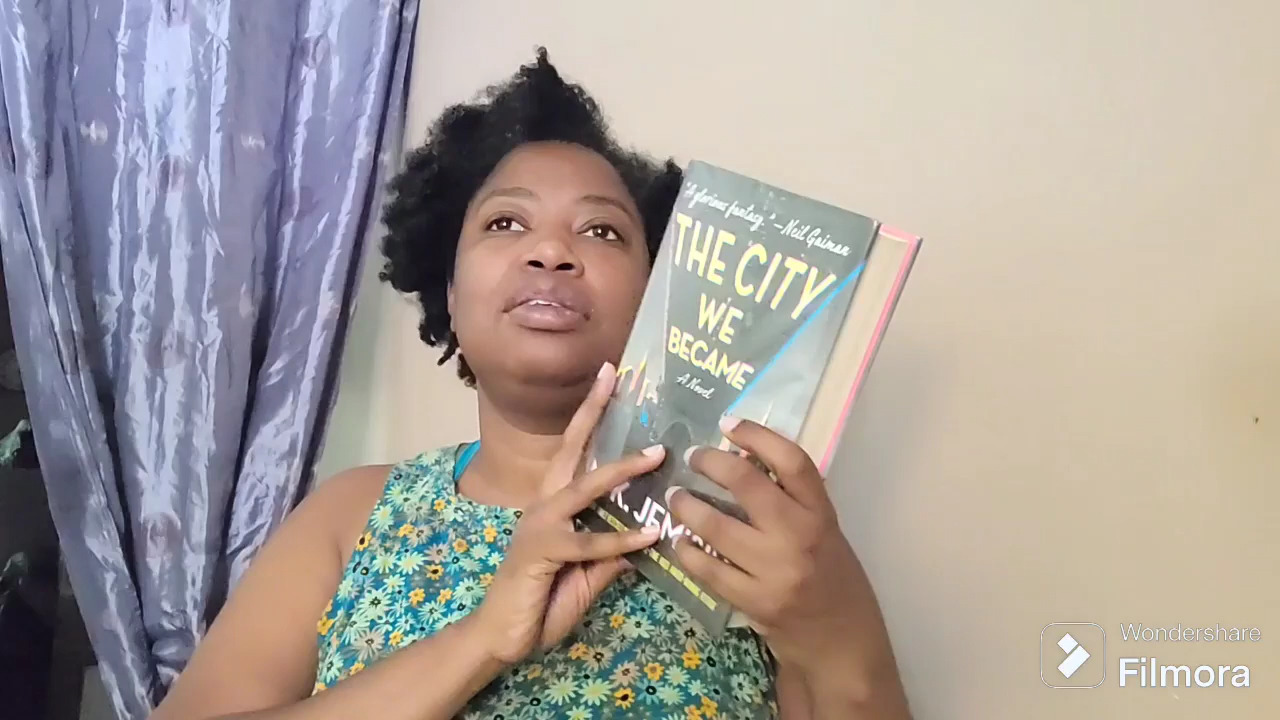 "A glorious fantasy." —Neil Gaiman
THE CITY
WE
BECAME
A Novel
Wondershare
Filmora